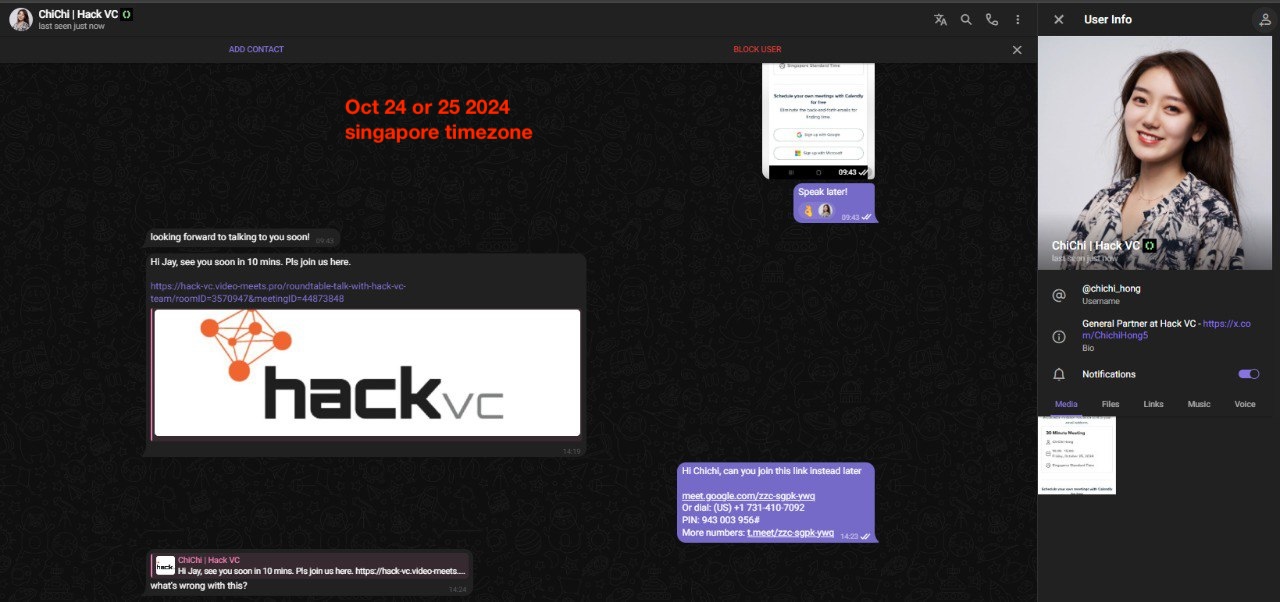 ChiChi | Hack VC
last seen just now
ADD CONTACT
BLOCK USER
Oct 24 or 25 2024
singapore timezone
Singapore Standard Time
Schedule your own meetings with Calendly
for free
Eliminate the back-and-forth emails for
finding time.
Sign up with Google
Sign up with Microsoft
09:43
Speak later!
09:43
looking forward to talking to you soon!
09:43
Hi Jay, see you soon in 10 mins. Pls join us here.
https://hack-vc.video-meets.pro/roundtable-talk-with-hack-vc-
team/roomID=3570947&meetingID=44873848
hack vc
14:19
Hi Chichi, can you join this link instead later
meet.google.com/zzc-sgpk-ywq
Or dial: (US) +1 731-410-7092
PIN: 943 003 956#
More numbers: t.meet/zzc-sgpk-ywq
14:23
hack
ChiChi | Hack VC
Hi Jay, see you soon in 10 mins. Pls join us here. https://hack-vc.video-meets....
what's wrong with this?
14:24
User Info
ChiChi | Hack VC
last seen just now
@chichi_hong
Username
General Partner at Hack VC - https://x.co
m/ChichiHong5
Bio
Notifications
Media
Files
Links
Music
Voice
30 Minute Meeting
Friday, October 25, 2024
Singapore Standard Time
Schedule your own meetings with Calendly